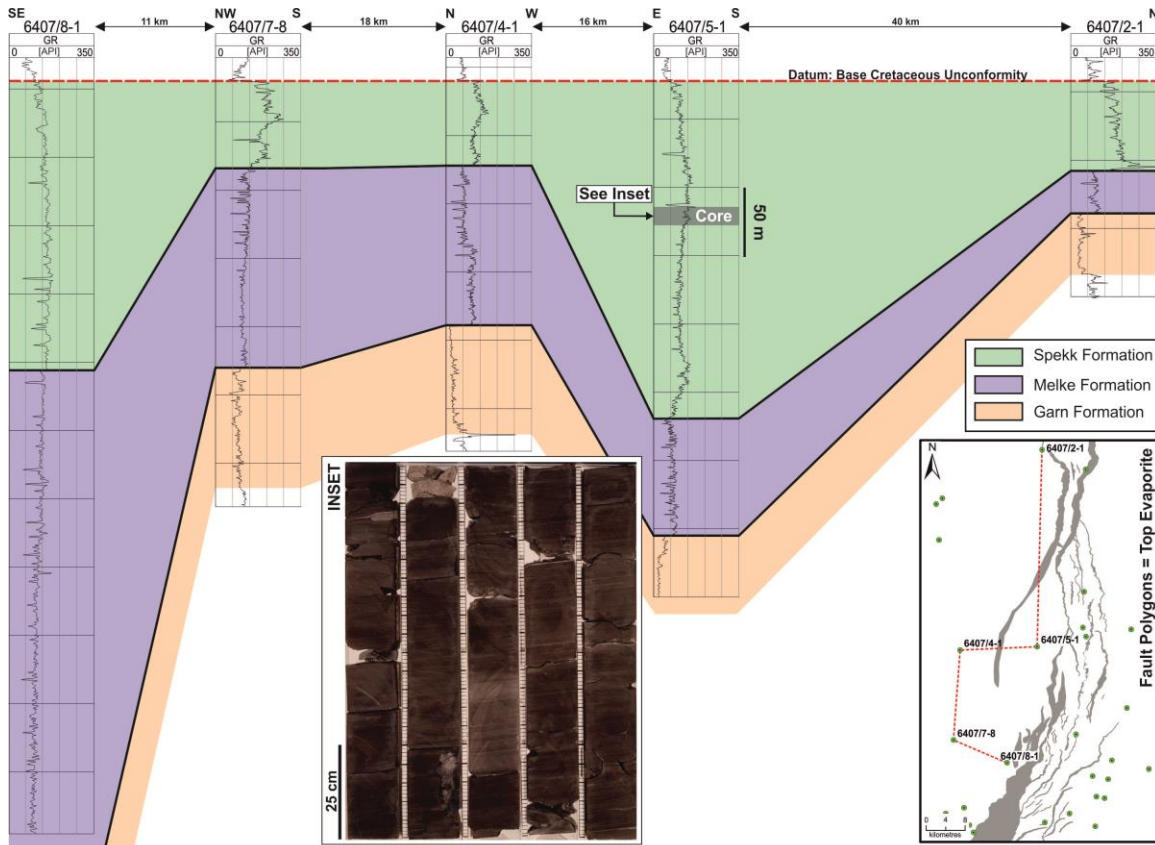 SE 11 km NW S 18 km N W 16 km E S 40 km N
6407/8-1 6407/7-8 6407/4-1 6407/5-1 6407/2-1
GR GR GR GR GR
0 [API] 350 0 [API] 350 0 [API] 350 0 [API] 350 0 [API] 350
Datum: Base Cretaceous Unconformity
See Inset
Core
50 m
Spekk Formation
Melke Formation
Garn Formation
INSET
25 cm
N
6407/2-1
6407/4-1
6407/5-1
6407/7-8
6407/8-1
0 4 8
kilometres
Fault Polygons = Top Evaporite